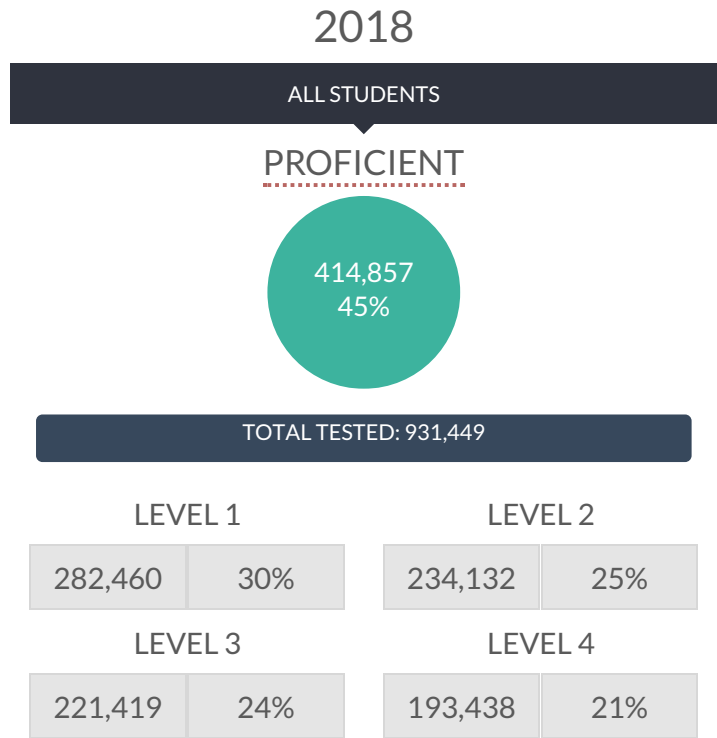 2018
ALL STUDENTS
PROFICIENT
414,857
45%
TOTAL TESTED: 931,449
LEVEL 1 LEVEL 2
282,460 30% 234,132 25%
LEVEL 3 LEVEL 4
221,419 24% 193,438 21%